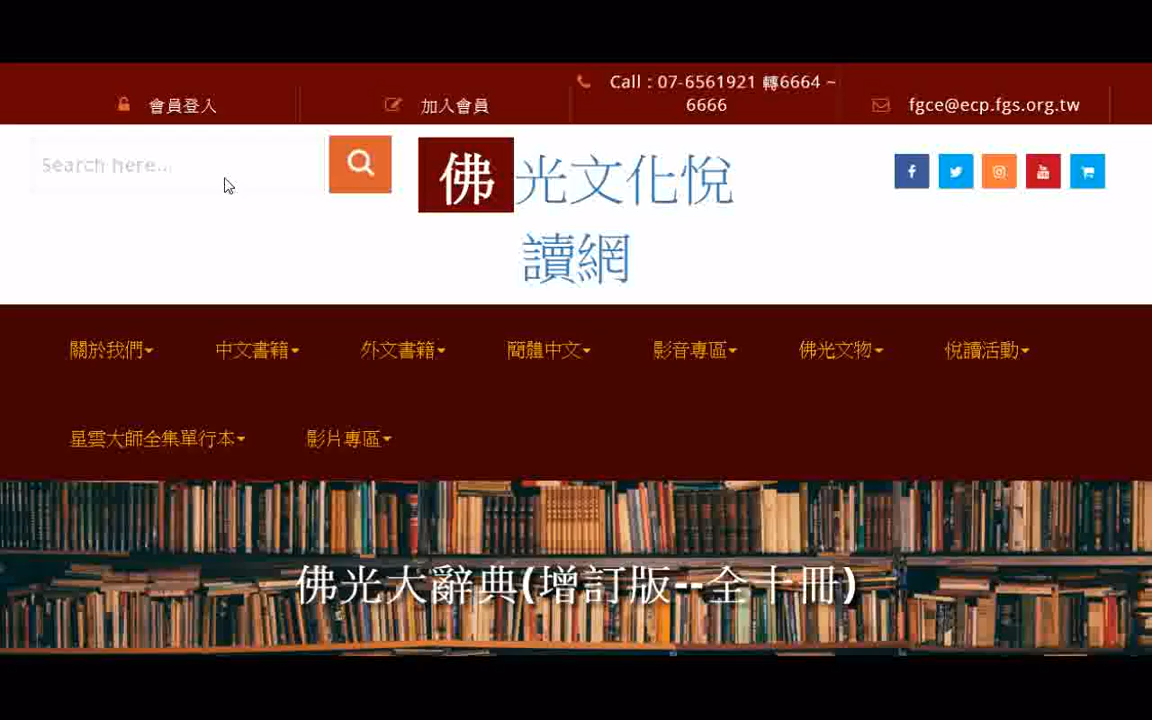 會員登入
加入會員
Call : 07-6561921 轉6664 ~
6666
fgce@ecp.fgs.org.tw
Search here...
佛光文化悅
讀網
關於我們
中文書籍
外文書籍
簡體中文
影音專區
佛光文物
悅讀活動
星雲大師全集單行本
影片專區
佛光大辭典(增訂版--全十冊)